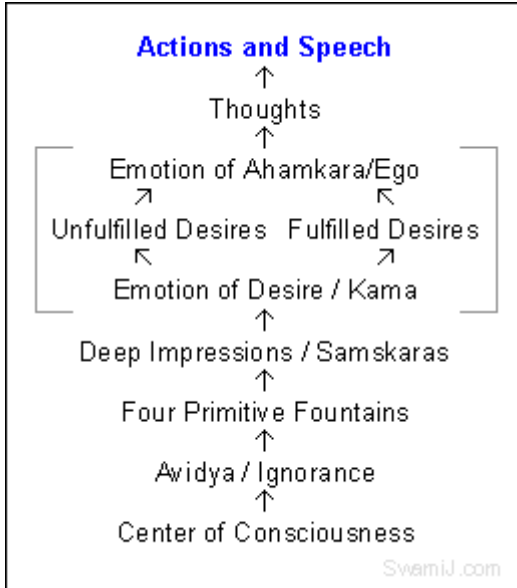 Actions and Speech
Thoughts
Emotion of Ahamkara/Ego
Unfulfilled Desires Fulfilled Desires
Emotion of Desire / Kama
Deep Impressions / Samskaras
Four Primitive Fountains
Avidya / Ignorance
Center of Consciousness
SwamiJ.com